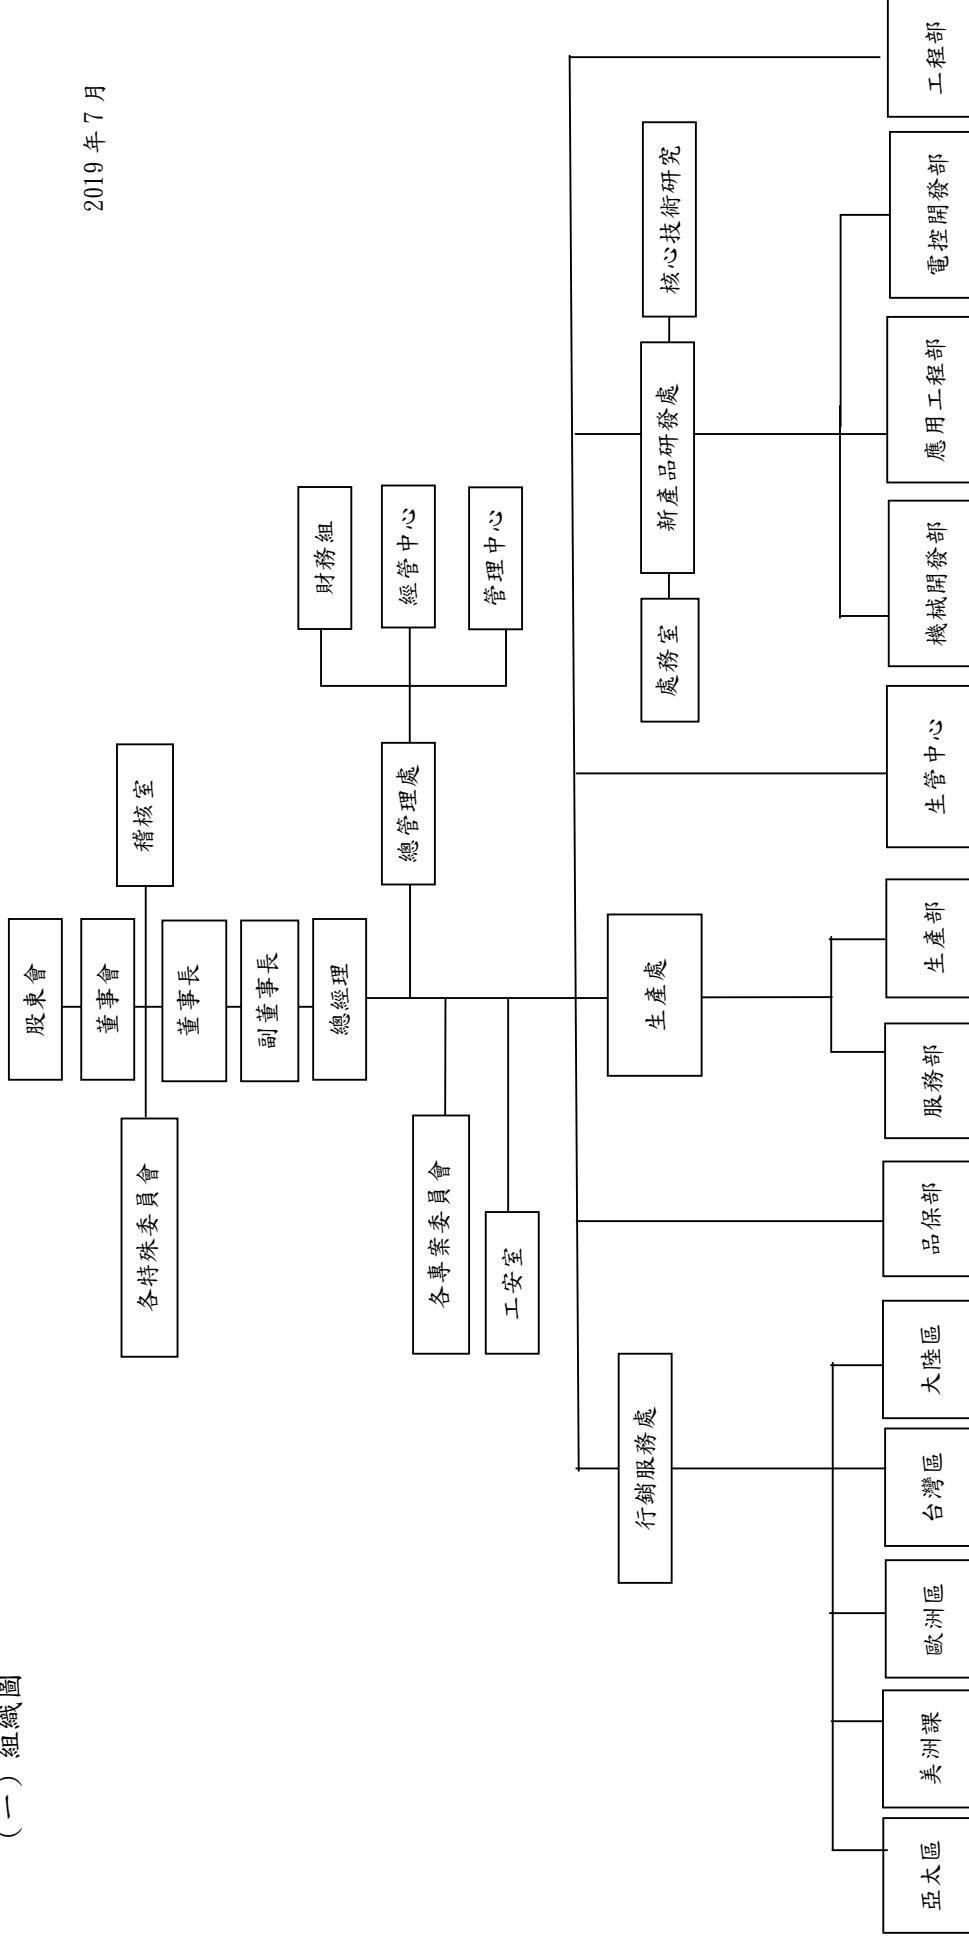 (一) 組織圖
2019 年 7 月
股東會
董事會
稽核室
各特殊委員會
董事長
副董事長
總經理
總管理處
財務組
經管中心
管理中心
各專案委員會
工安室
行銷服務處
生產處
處務室
新產品研發處
核心技術研究
亞太區
美洲課
歐洲區
台灣區
大陸區
品保部
服務部
生產部
生管中心
機械開發部
應用工程部
電控開發部
工程部